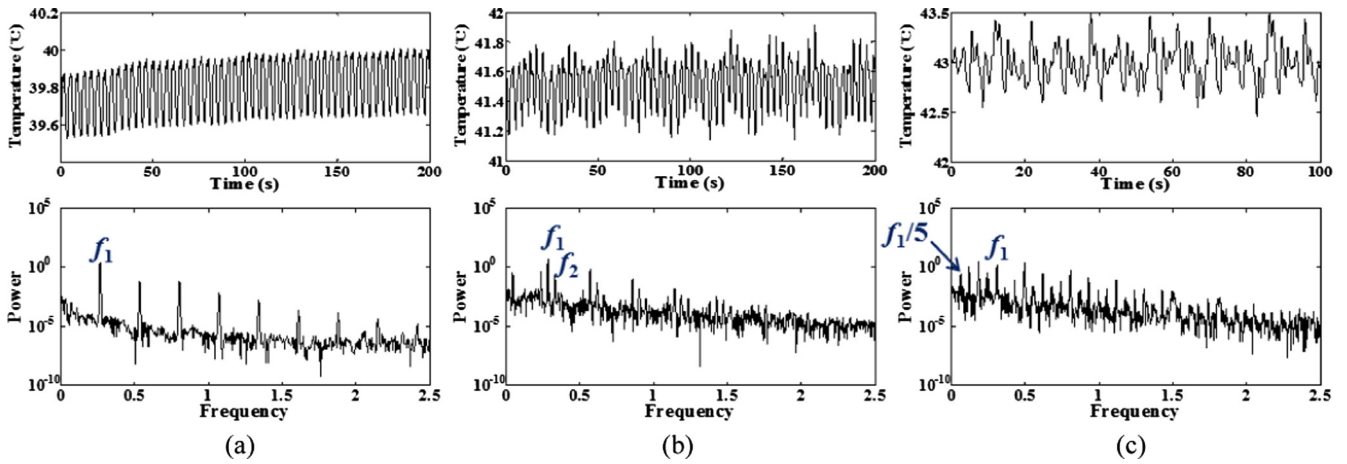 40.2
40
39.8
39.6
Temperature (℃)
0 50 100 150 200
Time (s)
42
41.8
41.6
41.4
41.2
41
Temperature (℃)
0 50 100 150 200
Time (s)
43.5
43
42.5
42
Temperature (℃)
0 20 40 60 80 100
Time (s)
10^5
10^0
10^-5
10^-10
Power
f1
0 0.5 1 1.5 2 2.5
Frequency
10^5
10^0
10^-5
10^-10
Power
f1
f2
0 0.5 1 1.5 2 2.5
Frequency
10^5
10^0
10^-5
10^-10
Power
f1/5
f1
0 0.5 1 1.5 2 2.5
Frequency
(a)
(b)
(c)